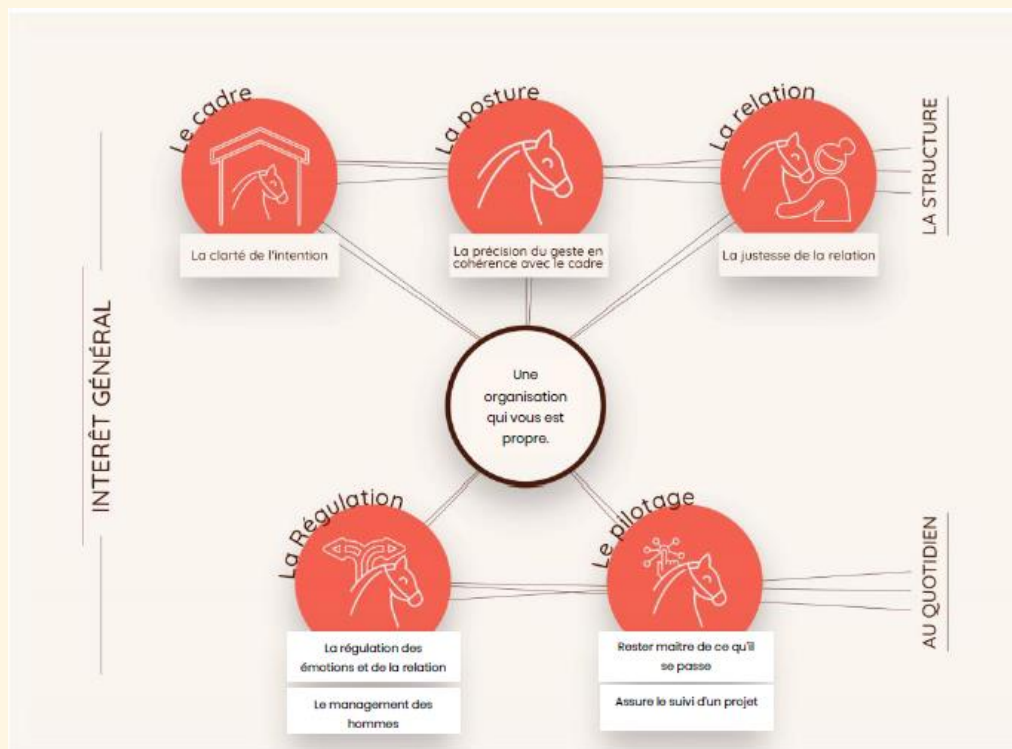 Le cadre
La posture
La relation
LA STRUCTURE
La clarté de l'intention
La précision du geste en
cohérence avec le cadre
La justesse de la relation
INTERÊT GÉNÉRAL
Une
organisation
qui vous est
propre.
La Régulation
Le pilotage
AU QUOTIDIEN
La régulation des
émotions et de la relation
Le management des
hommes
Rester maître de ce qu'il
se passe
Assure le suivi d'un projet